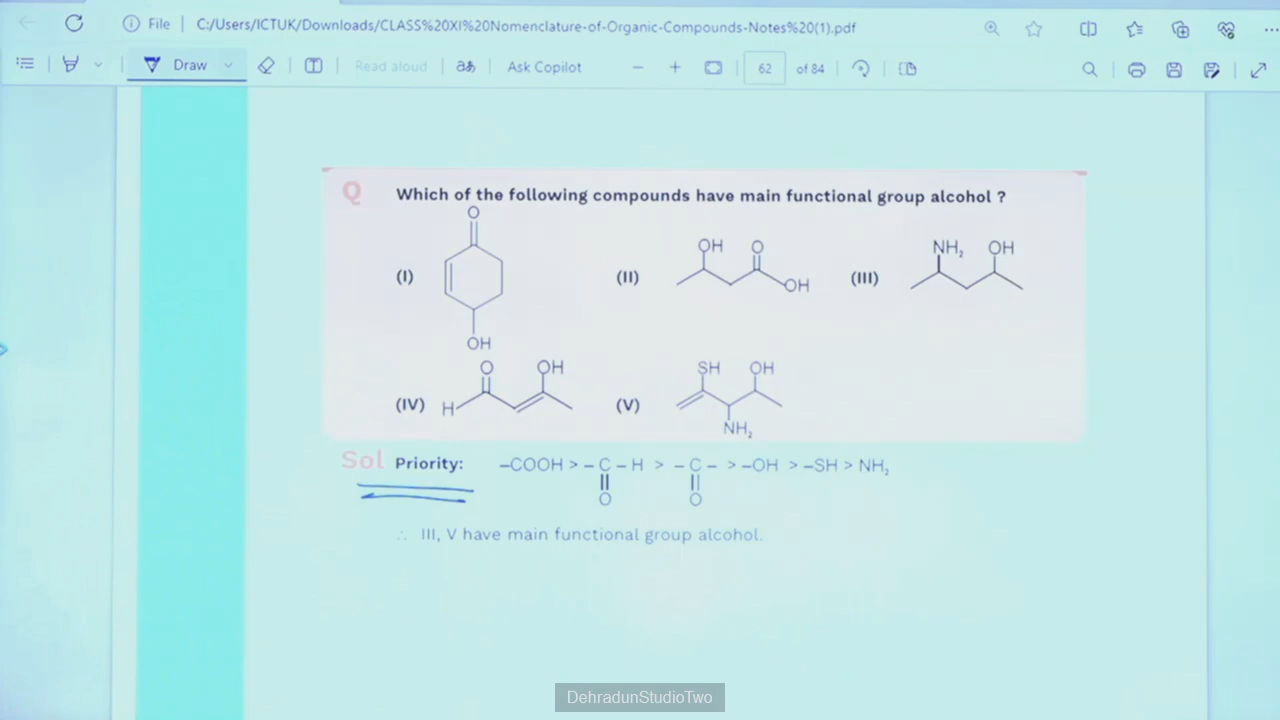 File | C:/Users/ICTUK/Downloads/CLASS%20XI%20Nomenclature-of-Organic-Compounds-Notes%20(1).pdf
Draw Read aloud aあ Ask Copilot 62 of 84
Q Which of the following compounds have main functional group alcohol ?
(I) O OH
(II) OH O OH
(III) NH₂ OH
(IV) H O OH
(V) SH OH NH₂
Sol Priority: –COOH > –C–H > –C– > –OH > –SH > NH₂
O O
∴ III, V have main functional group alcohol.
DehradunStudioTwo